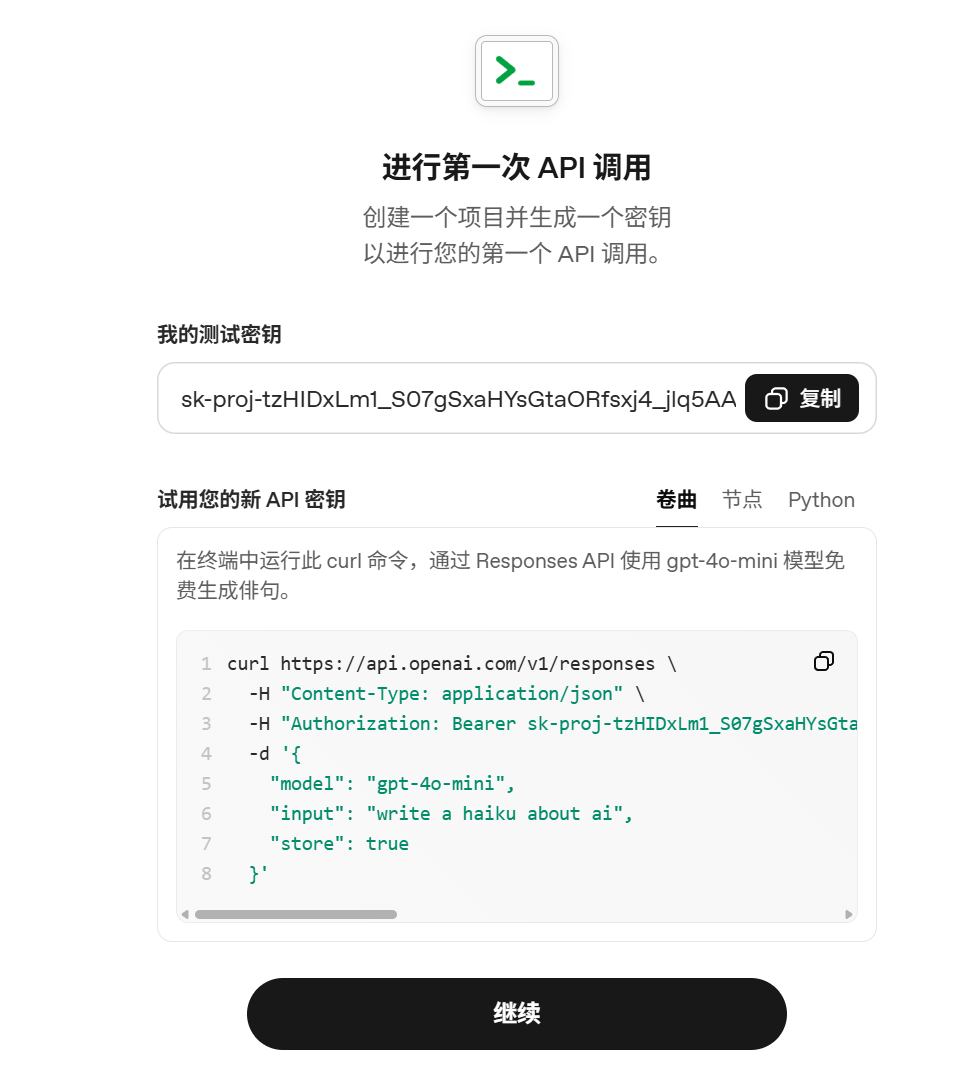 进行第一次 API 调用
创建一个项目并生成一个密钥
以进行您的第一个 API 调用。
我的测试密钥
sk-proj-tzHIDxLm1_S07gSxaHYsGtaORfsxj4_jlq5AA
复制
试用您的新 API 密钥
卷曲 节点 Python
在终端中运行此 curl 命令，通过 Responses API 使用 gpt-4o-mini 模型免
费生成俳句。
1 curl https://api.openai.com/v1/responses \
2 -H "Content-Type: application/json" \
3 -H "Authorization: Bearer sk-proj-tzHIDxLm1_S07gSxaHYsGta
4 -d '{
5 "model": "gpt-4o-mini",
6 "input": "write a haiku about ai",
7 "store": true
8 }'
继续